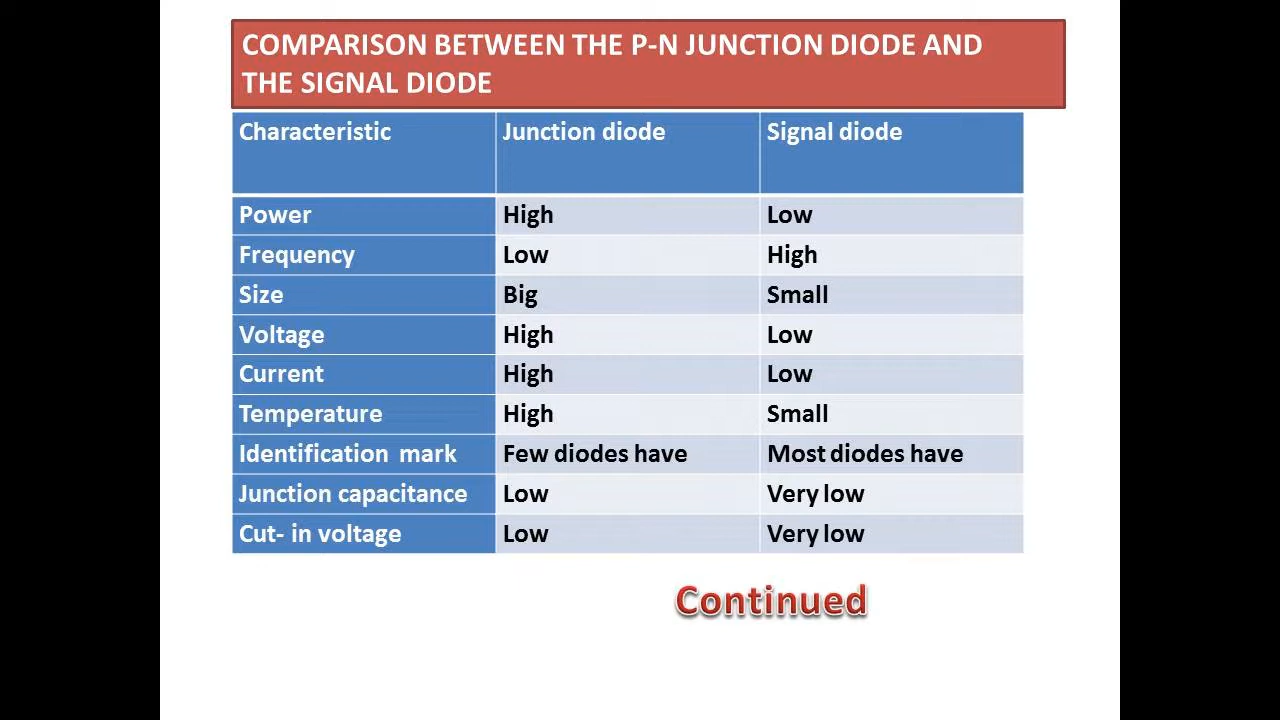 COMPARISON BETWEEN THE P-N JUNCTION DIODE AND
THE SIGNAL DIODE
Characteristic Junction diode Signal diode
Power High Low
Frequency Low High
Size Big Small
Voltage High Low
Current High Low
Temperature High Small
Identification mark Few diodes have Most diodes have
Junction capacitance Low Very low
Cut- in voltage Low Very low
Continued